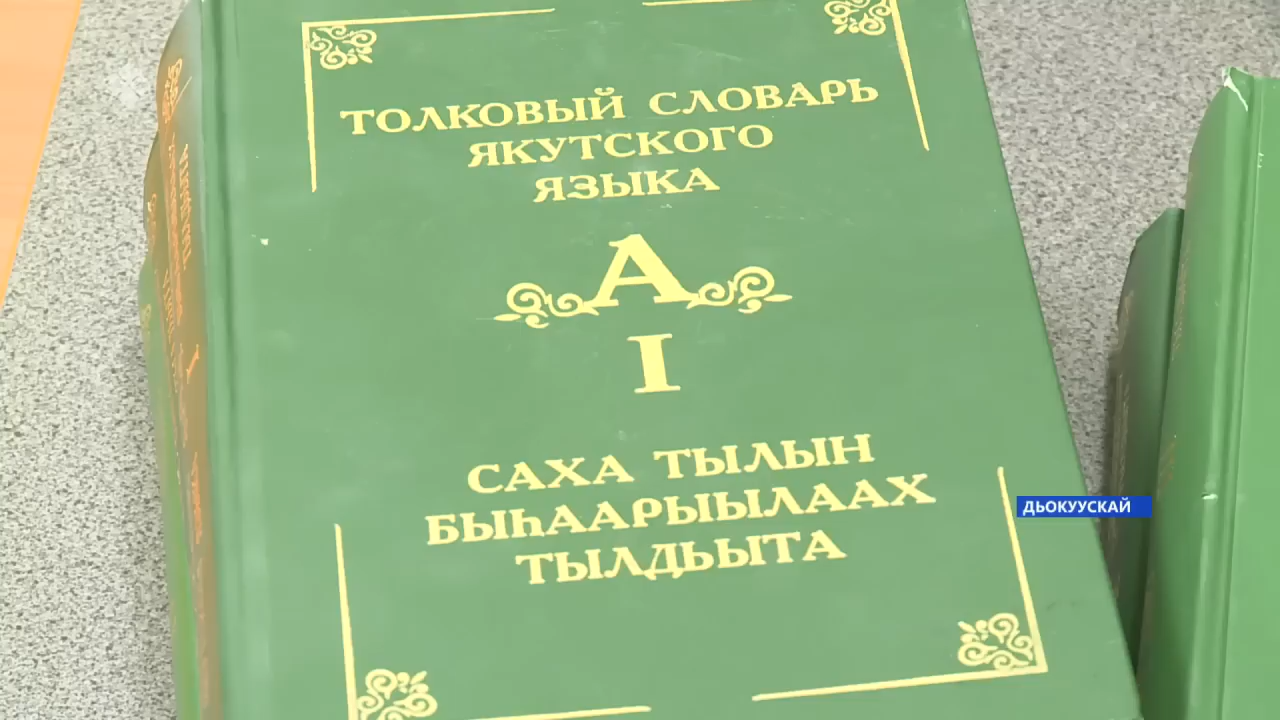 ТОЛКОВЫЙ СЛОВАРЬ
ЯКУТСКОГО
ЯЗЫКА
А
I
САХА ТЫЛЫН
БЫҺААРЫЫЛААХ
ТЫЛДЬЫТА
ДЬОКУУСКАЙ